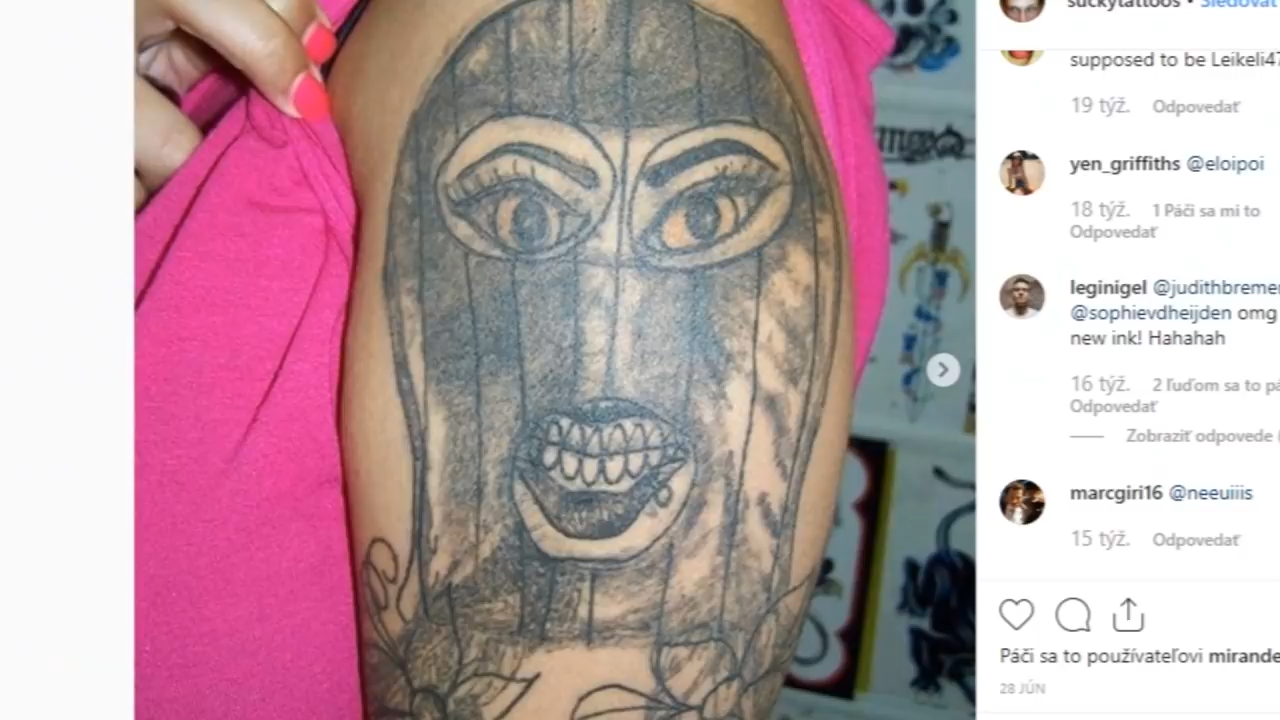 suckytattoos • Sledovať
supposed to be Leikeli47
19 týž. Odpovedať
yen_griffiths @eloipoi
18 týž. 1 Páči sa mi to
Odpovedať
leginigel @judithbremer
@sophievdheijden omg
new ink! Hahahah
16 týž. 2 ľuďom sa to pá
Odpovedať
Zobraziť odpovede
marcgiri16 @neeuiiis
15 týž. Odpovedať
Páči sa to používateľovi mirande
28 JÚN